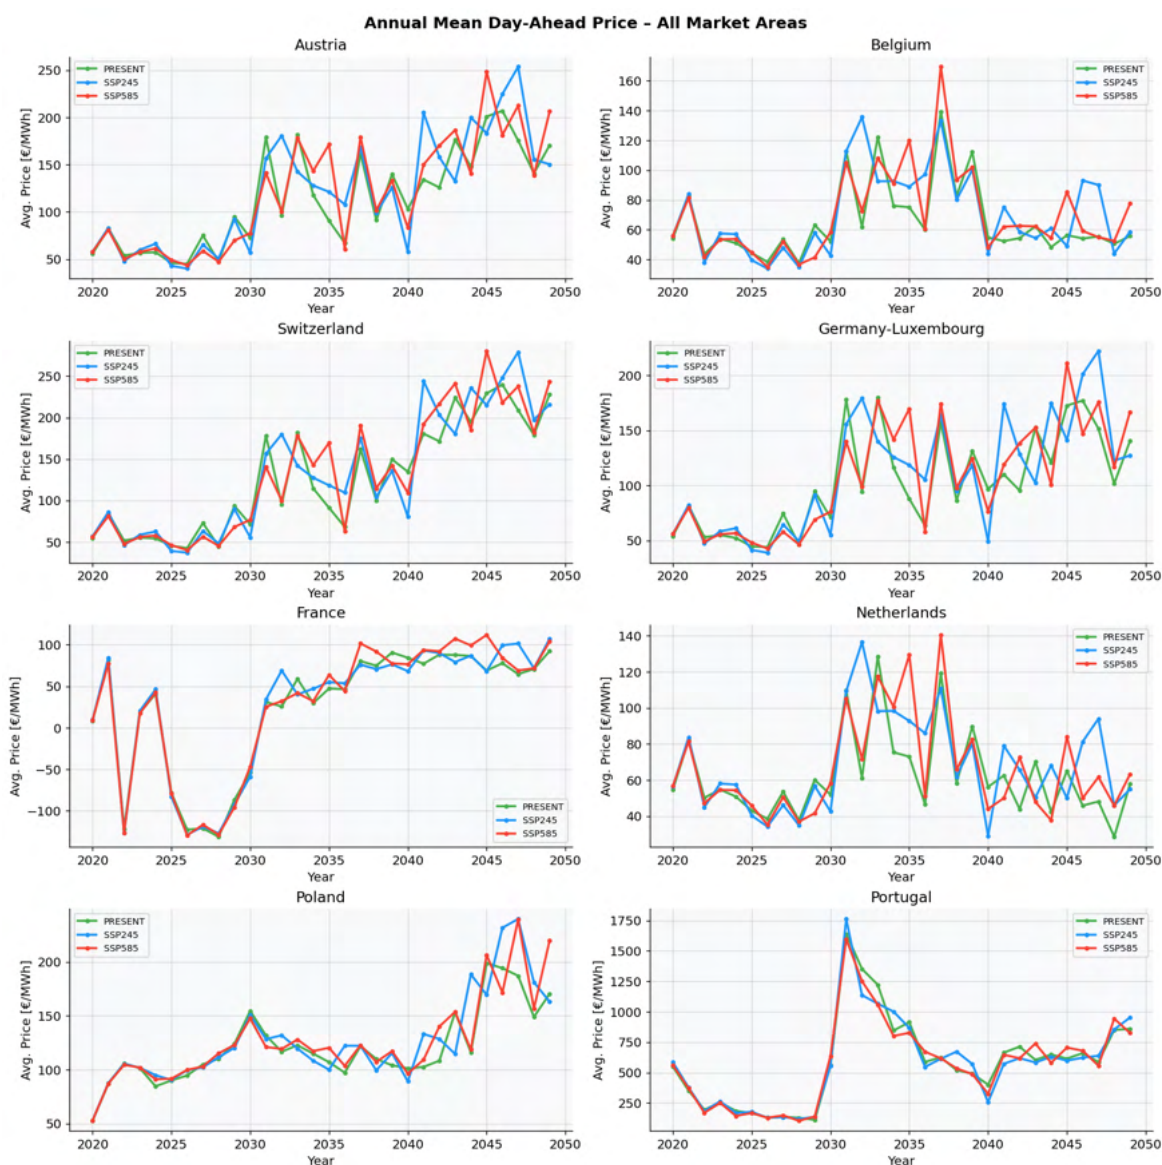 Annual Mean Day-Ahead Price – All Market Areas
Austria
Avg. Price [€/MWh]
250
200
150
100
50
PRESENT
SSP245
SSP585
2020 2025 2030 2035 2040 2045 2050
Year
Belgium
Avg. Price [€/MWh]
160
140
120
100
80
60
40
PRESENT
SSP245
SSP585
2020 2025 2030 2035 2040 2045 2050
Year
Switzerland
Avg. Price [€/MWh]
250
200
150
100
50
PRESENT
SSP245
SSP585
2020 2025 2030 2035 2040 2045 2050
Year
Germany-Luxembourg
Avg. Price [€/MWh]
200
150
100
50
PRESENT
SSP245
SSP585
2020 2025 2030 2035 2040 2045 2050
Year
France
Avg. Price [€/MWh]
100
50
0
−50
−100
PRESENT
SSP245
SSP585
2020 2025 2030 2035 2040 2045 2050
Year
Netherlands
Avg. Price [€/MWh]
140
120
100
80
60
40
PRESENT
SSP245
SSP585
2020 2025 2030 2035 2040 2045 2050
Year
Poland
Avg. Price [€/MWh]
200
150
100
50
PRESENT
SSP245
SSP585
2020 2025 2030 2035 2040 2045 2050
Year
Portugal
Avg. Price [€/MWh]
1750
1500
1250
1000
750
500
250
PRESENT
SSP245
SSP585
2020 2025 2030 2035 2040 2045 2050
Year